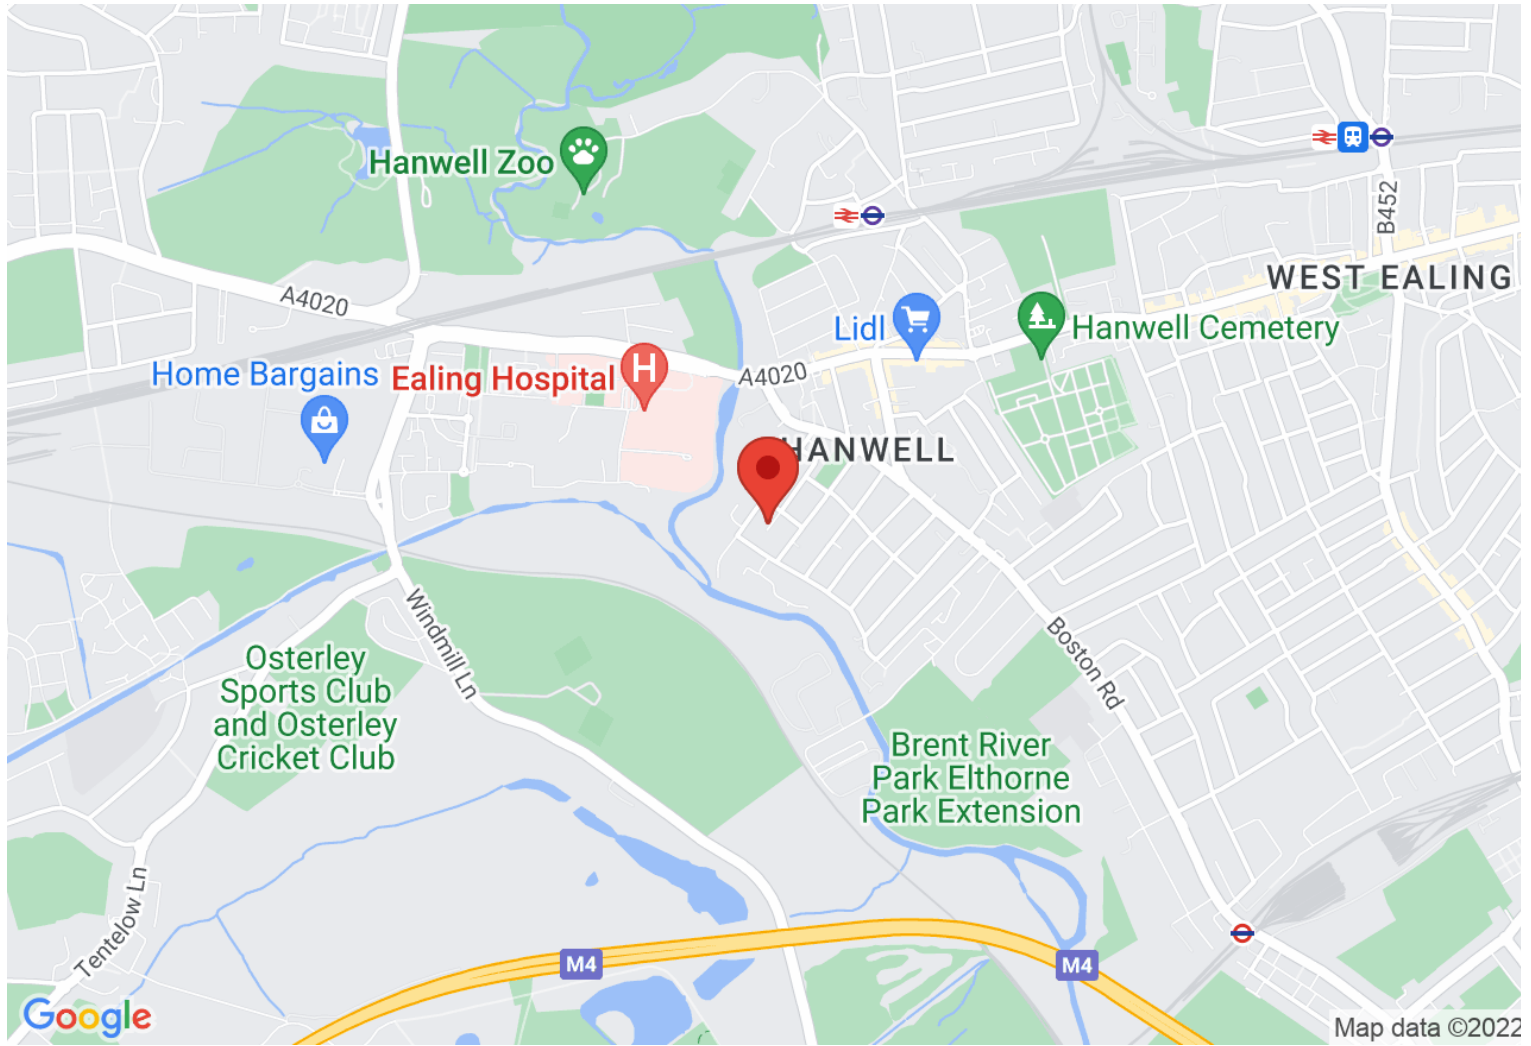 Hanwell Zoo
B452
WEST EALING
A4020
Lidl
Hanwell Cemetery
Home Bargains
Ealing Hospital
H
A4020
HANWELL
Windmill Ln
Boston Rd
Osterley
Sports Club
and Osterley
Cricket Club
Brent River
Park Elthorne
Park Extension
Tentelow Ln
M4
M4
Google
Map data ©2022